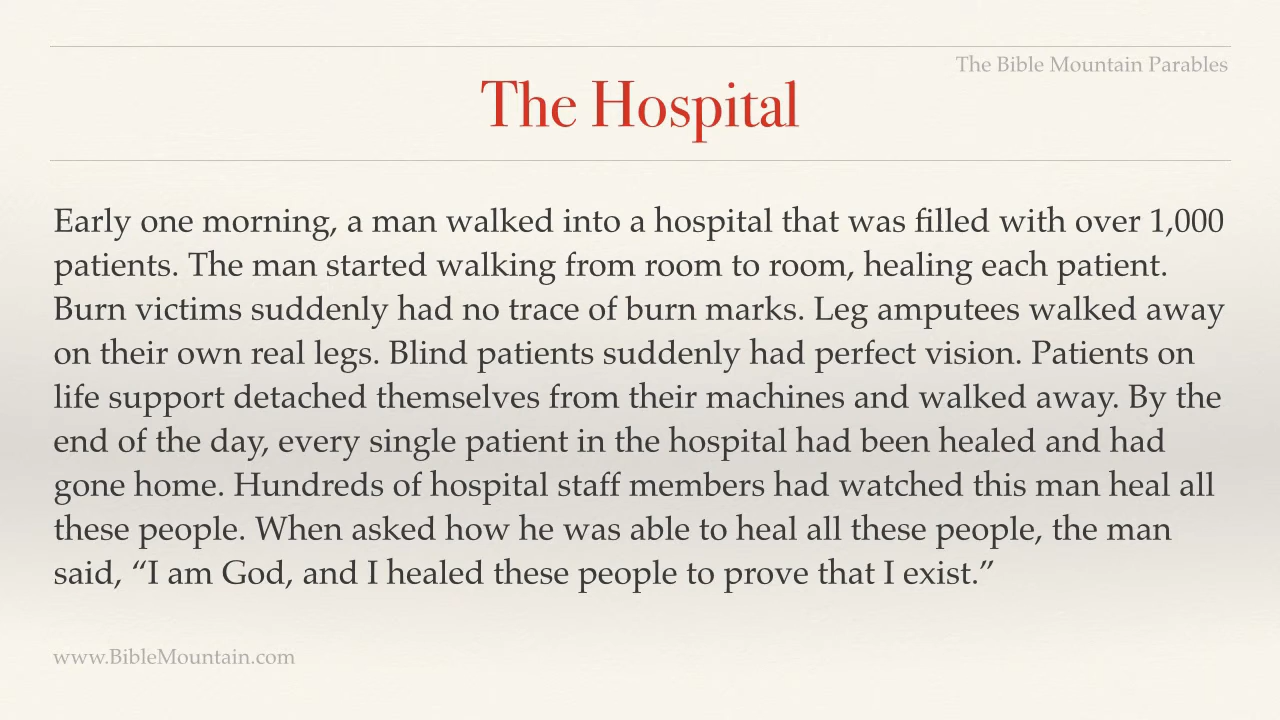 The Bible Mountain Parables
The Hospital
Early one morning, a man walked into a hospital that was filled with over 1,000
patients. The man started walking from room to room, healing each patient.
Burn victims suddenly had no trace of burn marks. Leg amputees walked away
on their own real legs. Blind patients suddenly had perfect vision. Patients on
life support detached themselves from their machines and walked away. By the
end of the day, every single patient in the hospital had been healed and had
gone home. Hundreds of hospital staff members had watched this man heal all
these people. When asked how he was able to heal all these people, the man
said, “I am God, and I healed these people to prove that I exist.”
www.BibleMountain.com